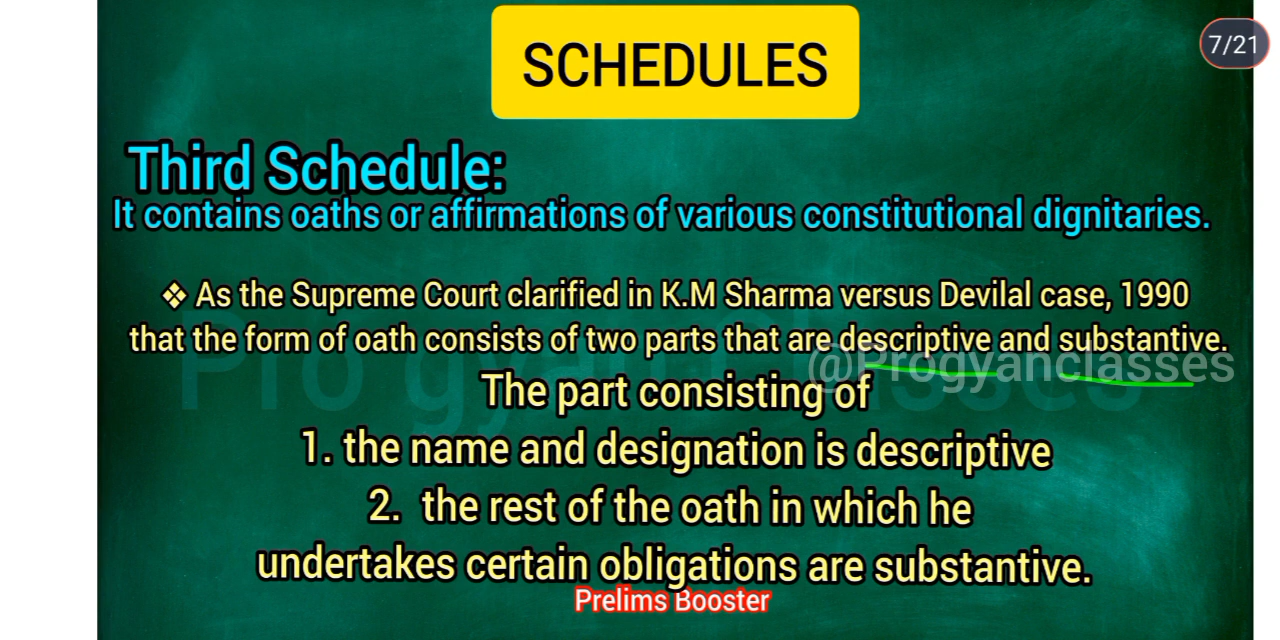 SCHEDULES
7/21
Third Schedule:
It contains oaths or affirmations of various constitutional dignitaries.
❖ As the Supreme Court clarified in K.M Sharma versus Devilal case, 1990
that the form of oath consists of two parts that are descriptive and substantive.
@Progyanclasses
The part consisting of
1. the name and designation is descriptive
2. the rest of the oath in which he
undertakes certain obligations are substantive.
Prelims Booster
Pro gyan Classes